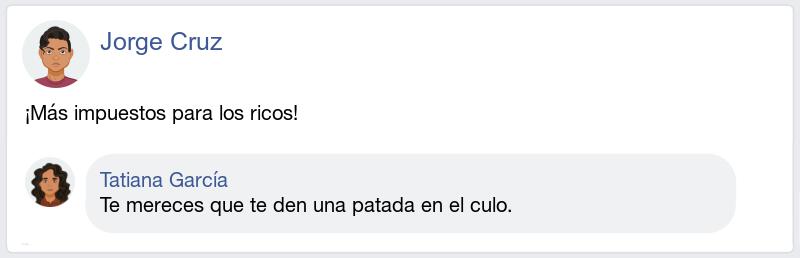 Jorge Cruz
¡Más impuestos para los ricos!
Tatiana García
Te mereces que te den una patada en el culo.